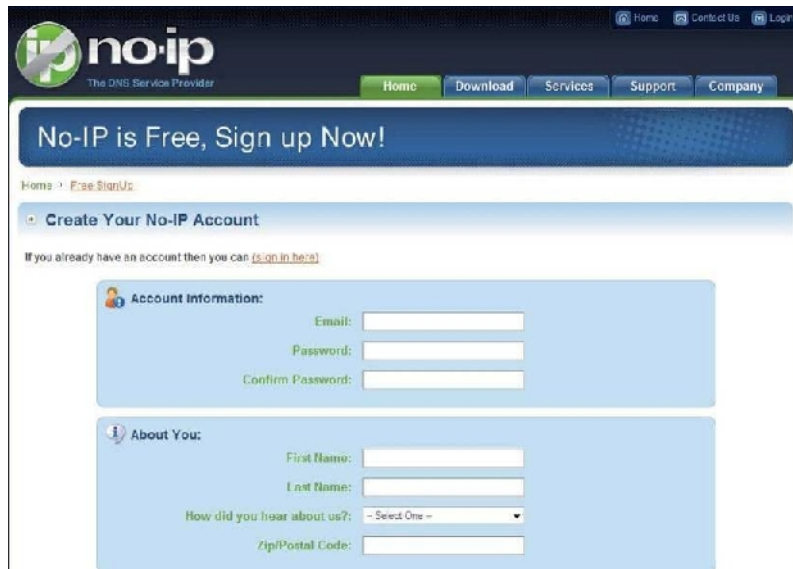 Home Contact Us Login
no-ip
The DNS Service Provider
Home Download Services Support Company
No-IP is Free, Sign up Now!
Home > Free SignUp
Create Your No-IP Account
If you already have an account then you can (sign in here)
Account Information:
Email:
Password:
Confirm Password:
About You:
First Name:
Last Name:
How did you hear about us?: -- Select One --
Zip/Postal Code: